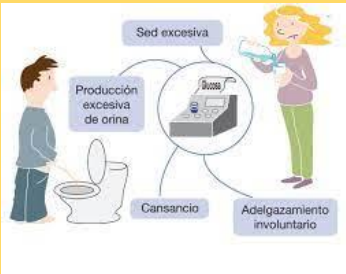 Sed excesiva
Glucosa
Producción
excesiva
de orina
Cansancio
Adelgazamiento
involuntario